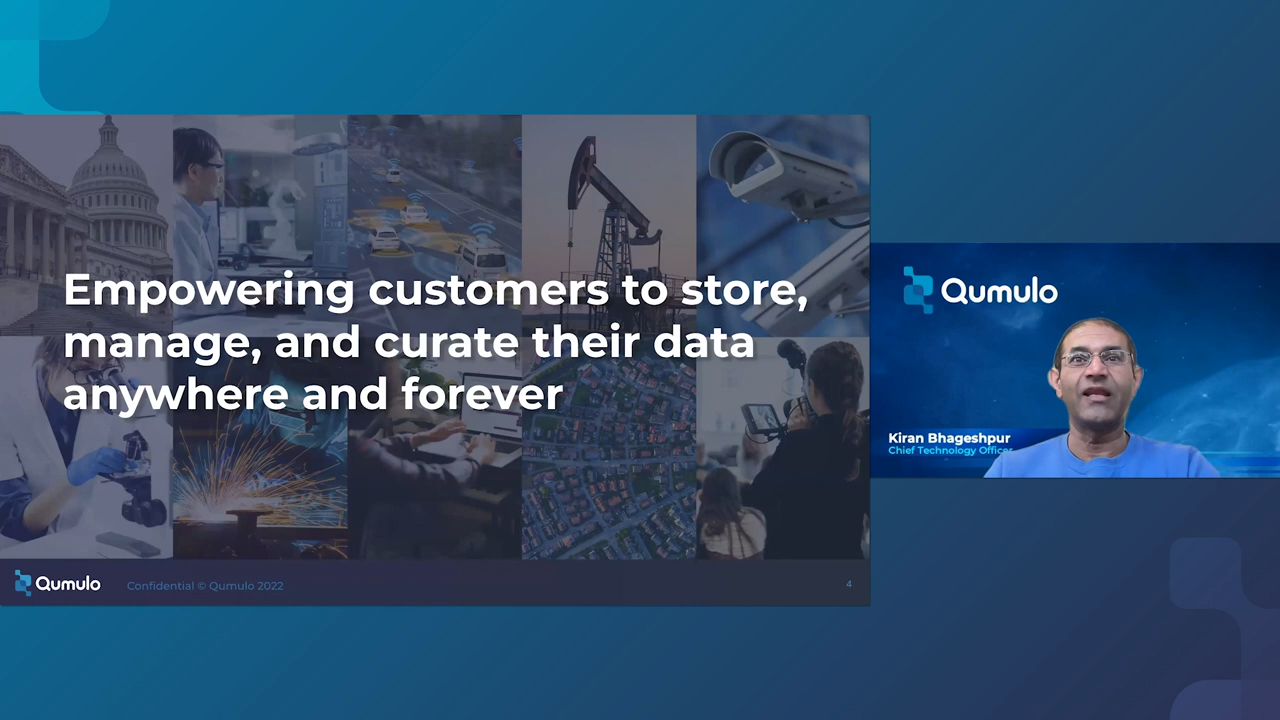 Empowering customers to store,
manage, and curate their data
anywhere and forever
Qumulo
Confidential © Qumulo 2022
4
Qumulo
Kiran Bhageshpur
Chief Technology Officer